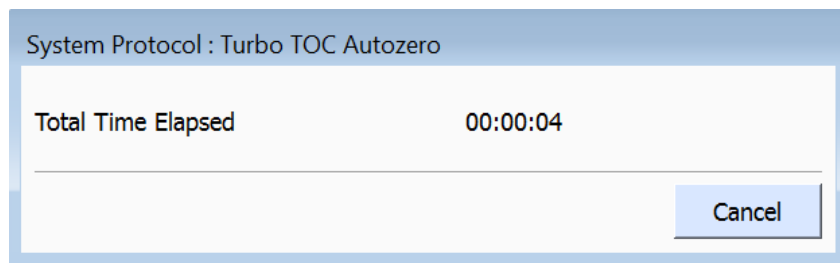 System Protocol : Turbo TOC Autozero
Total Time Elapsed 00:00:04
Cancel